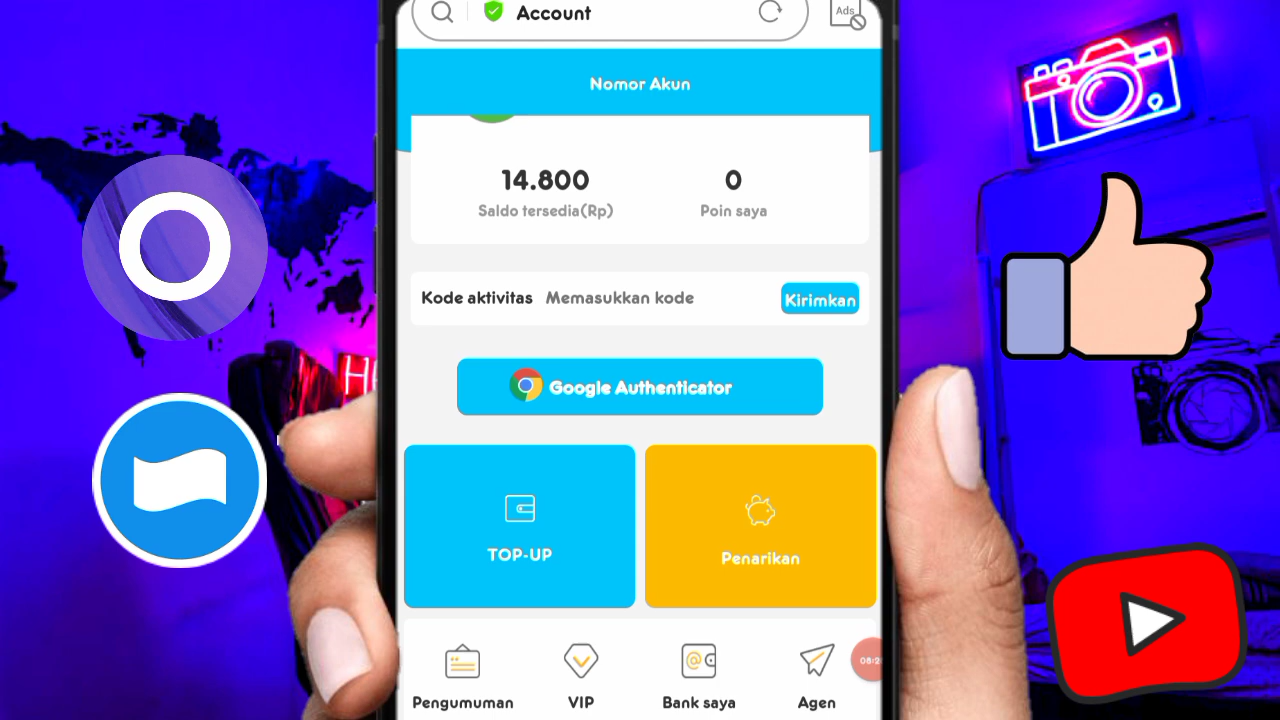 Account
Ads
Nomor Akun
14.800
0
Saldo tersedia(Rp)
Poin saya
Kode aktivitas
Memasukkan kode
Kirimkan
Google Authenticator
TOP-UP
Penarikan
Pengumuman
VIP
Bank saya
Agen